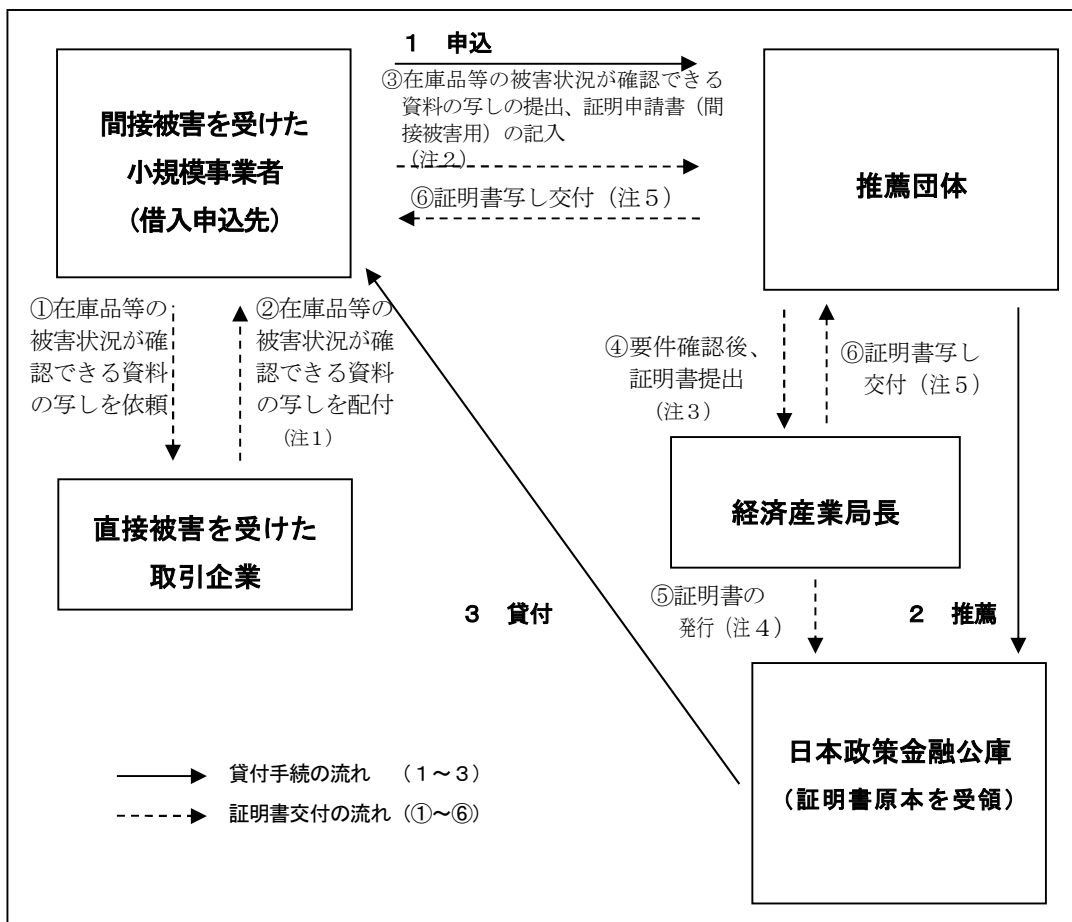 １　申込
間接被害を受けた
小規模事業者
（借入申込先）
③在庫品等の被害状況が確認できる
資料の写しの提出、証明申請書（間
接被害用）の記入
（注２）
⑥証明書写し交付（注５）
推薦団体
①在庫品等の
被害状況が確
認できる資料
の写しを依頼
②在庫品等の
被害状況が確
認できる資料
の写しを配付
（注１）
④要件確認後、
証明書提出
（注３）
⑥証明書写し
交付（注５）
直接被害を受けた
取引企業
経済産業局長
３　貸付
⑤証明書の
発行（注４）
２　推薦
日本政策金融公庫
（証明書原本を受領）
貸付手続の流れ　（１～３）
証明書交付の流れ（①～⑥）